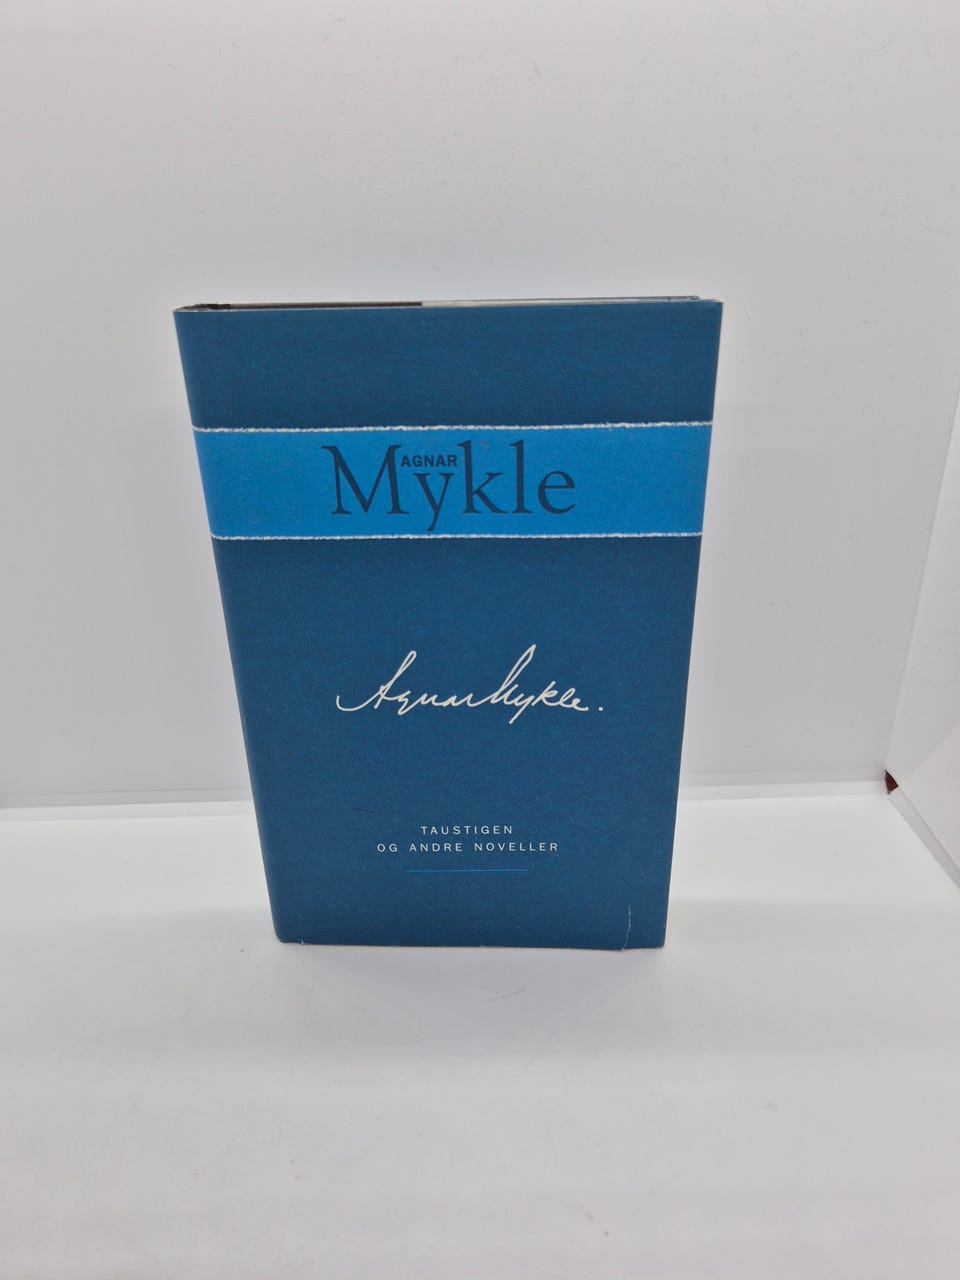 AGNAR
Mykle
Agnar Mykle.
TAUSTIGEN
OG ANDRE NOVELLER